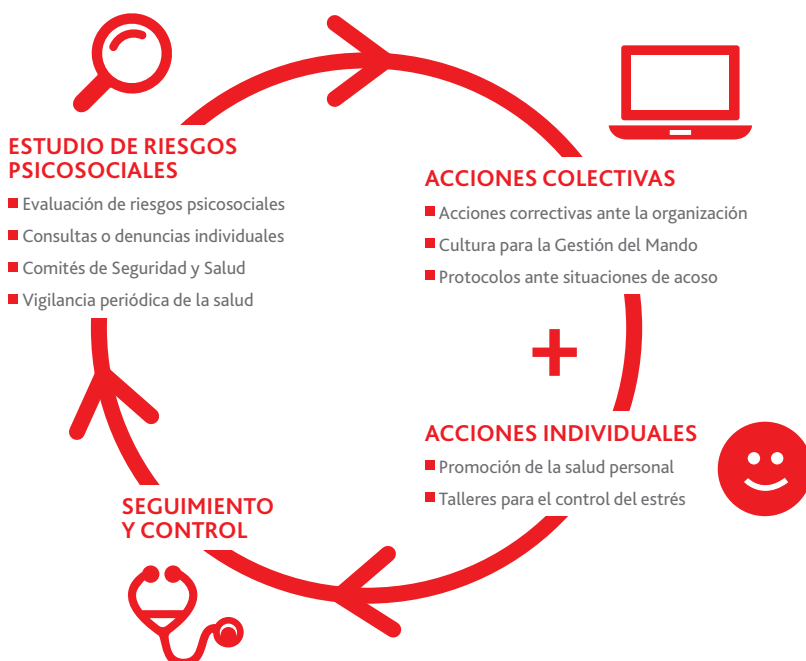 ESTUDIO DE RIESGOS
PSICOSOCIALES
Evaluación de riesgos psicosociales
Consultas o denuncias individuales
Comités de Seguridad y Salud
Vigilancia periódica de la salud
ACCIONES COLECTIVAS
Acciones correctivas ante la organización
Cultura para la Gestión del Mando
Protocolos ante situaciones de acoso
+
ACCIONES INDIVIDUALES
Promoción de la salud personal
Talleres para el control del estrés
SEGUIMIENTO
Y CONTROL